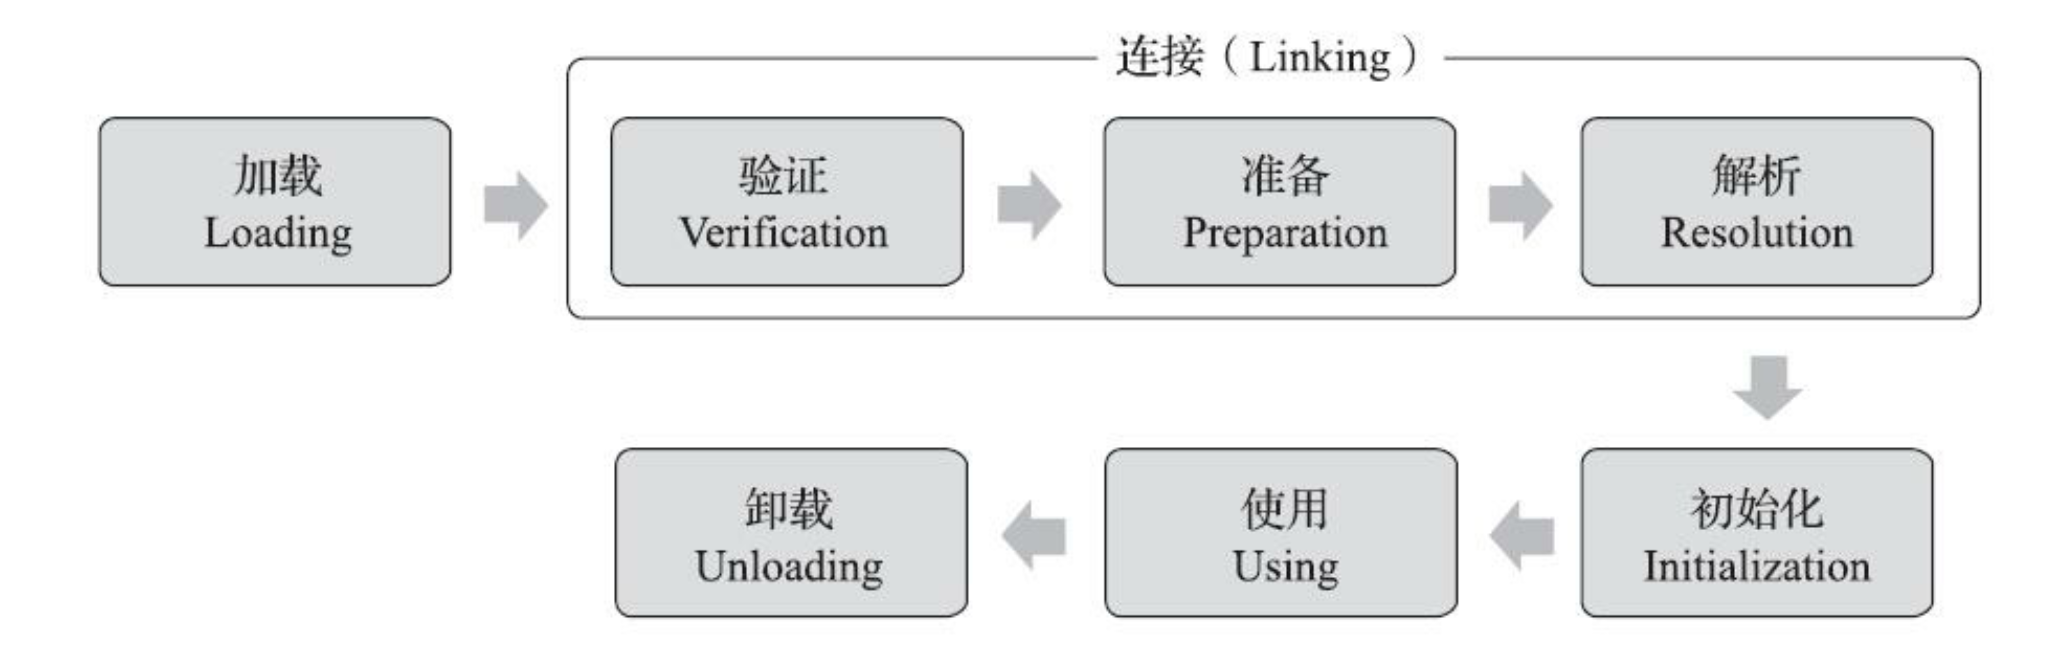 连接（Linking）
加载
Loading
验证
Verification
准备
Preparation
解析
Resolution
初始化
Initialization
使用
Using
卸载
Unloading